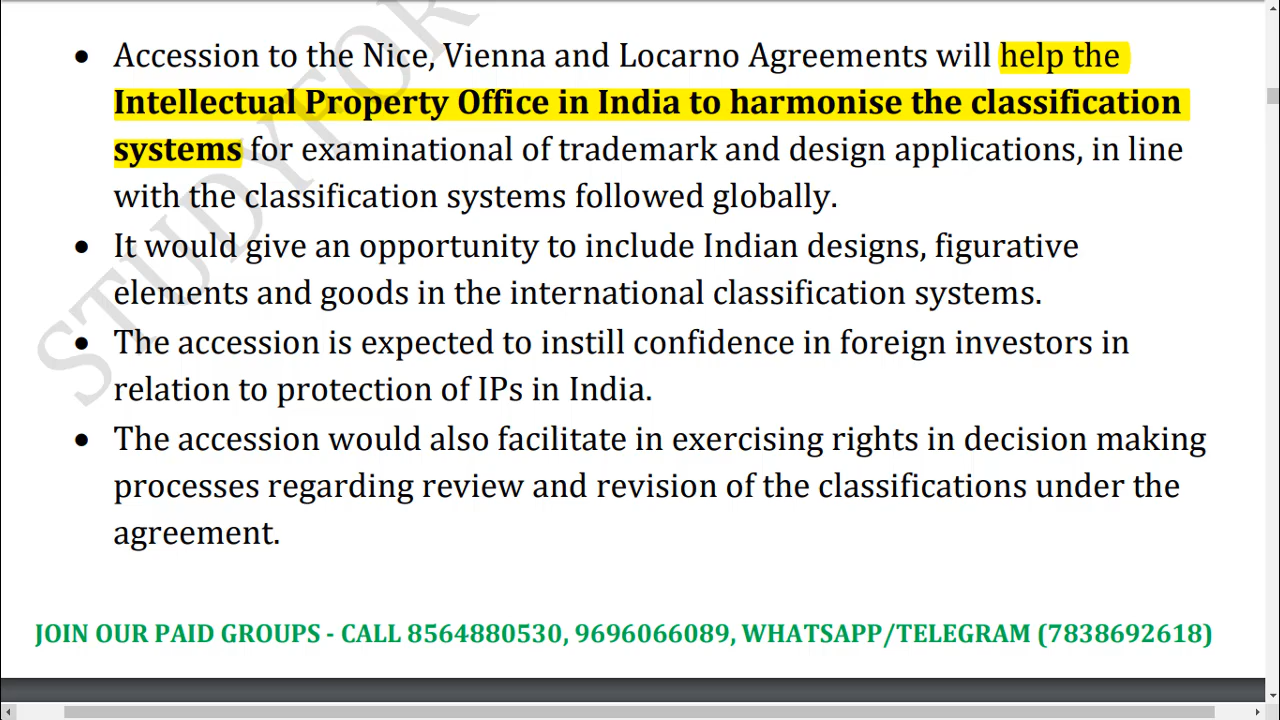 • Accession to the Nice, Vienna and Locarno Agreements will help the
Intellectual Property Office in India to harmonise the classification
systems for examinational of trademark and design applications, in line
with the classification systems followed globally.
• It would give an opportunity to include Indian designs, figurative
elements and goods in the international classification systems.
• The accession is expected to instill confidence in foreign investors in
relation to protection of IPs in India.
• The accession would also facilitate in exercising rights in decision making
processes regarding review and revision of the classifications under the
agreement.
STUDYFOR
JOIN OUR PAID GROUPS - CALL 8564880530, 9696066089, WHATSAPP/TELEGRAM (7838692618)